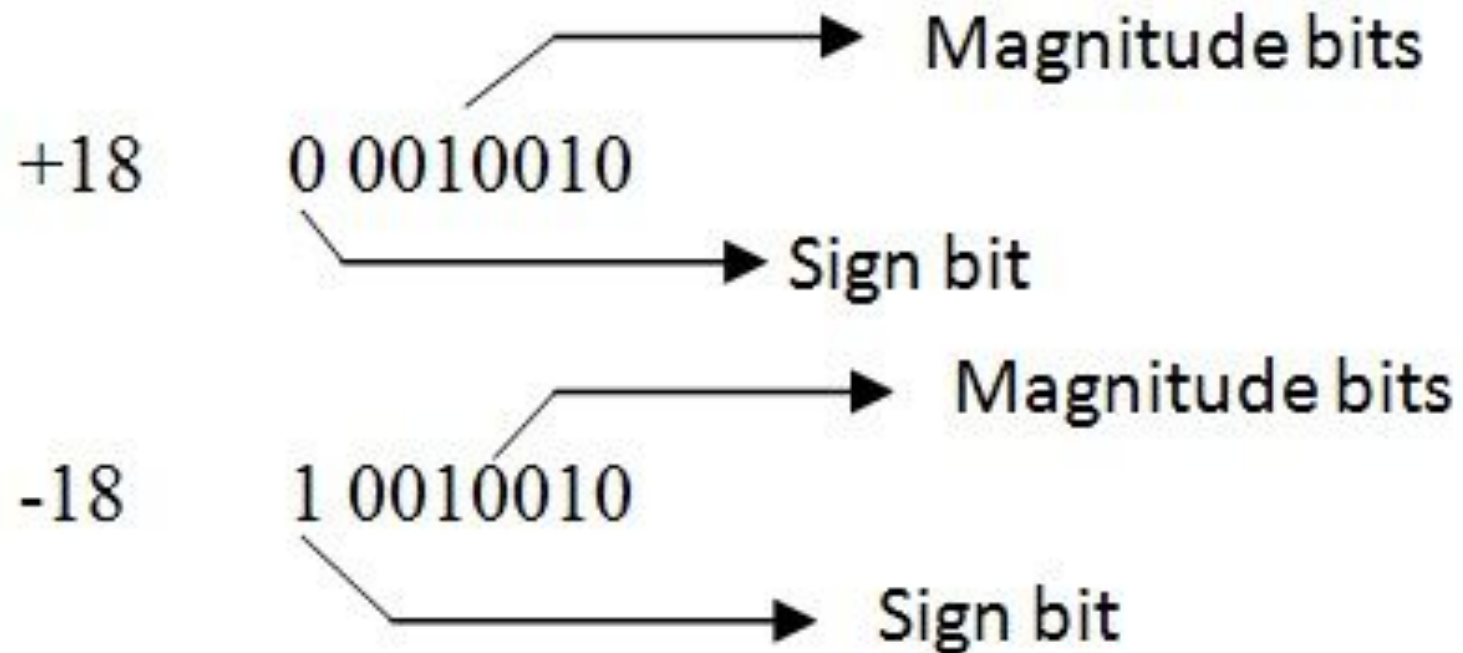 Magnitude bits
+18 0 0010010
Sign bit
Magnitude bits
-18 1 0010010
Sign bit